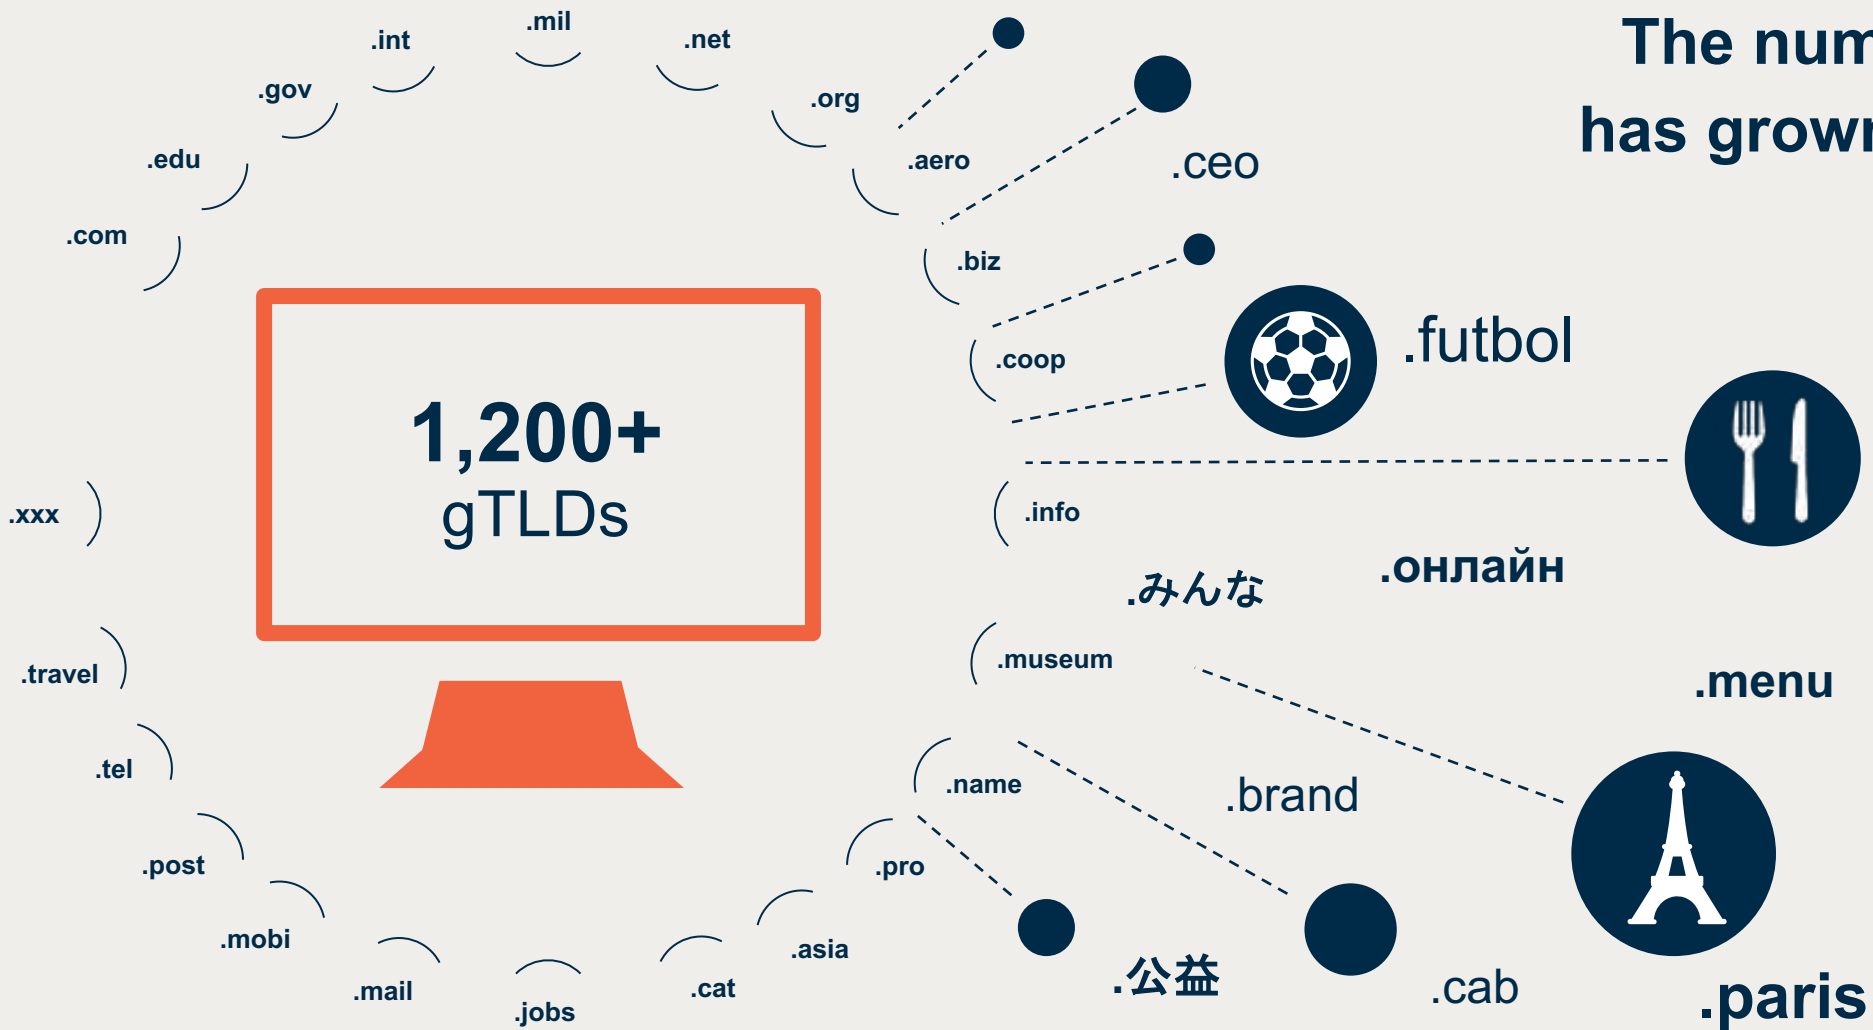 The num
has grown
.mil
.int
.net
.gov
.org
.edu
.aero
.ceo
.com
.biz
.futbol
.coop
1,200+
gTLDs
.xxx
.info
.みんな
.онлайн
.museum
.travel
.menu
.tel
.name
.brand
.post
.pro
.mobi
.asia
.mail
.cat
.jobs
.公益
.cab
.paris